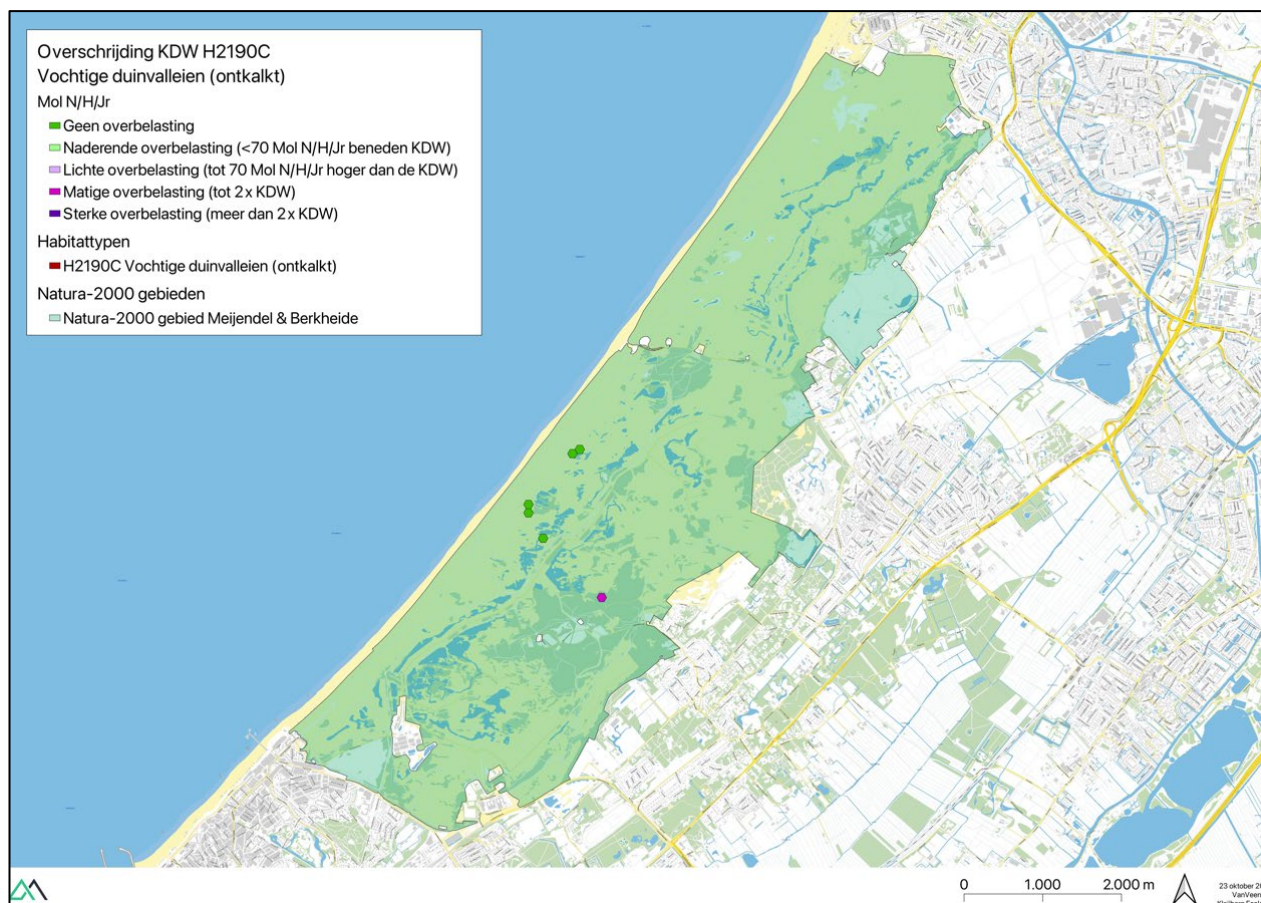 Overschrijding KDW H2190C
Vochtige duinvalleien (ontkalkt)
Mol N/H/Jr
Geen overbelasting
Naderende overbelasting (<70 Mol N/H/Jr beneden KDW)
Lichte overbelasting (tot 70 Mol N/H/Jr hoger dan de KDW)
Matige overbelasting (tot 2x KDW)
Sterke overbelasting (meer dan 2x KDW)
Habitattypen
H2190C Vochtige duinvalleien (ontkalkt)
Natura-2000 gebieden
Natura-2000 gebied Meijendel & Berkheide
0 1.000 2.000 m
23 oktober 20
VanVeen